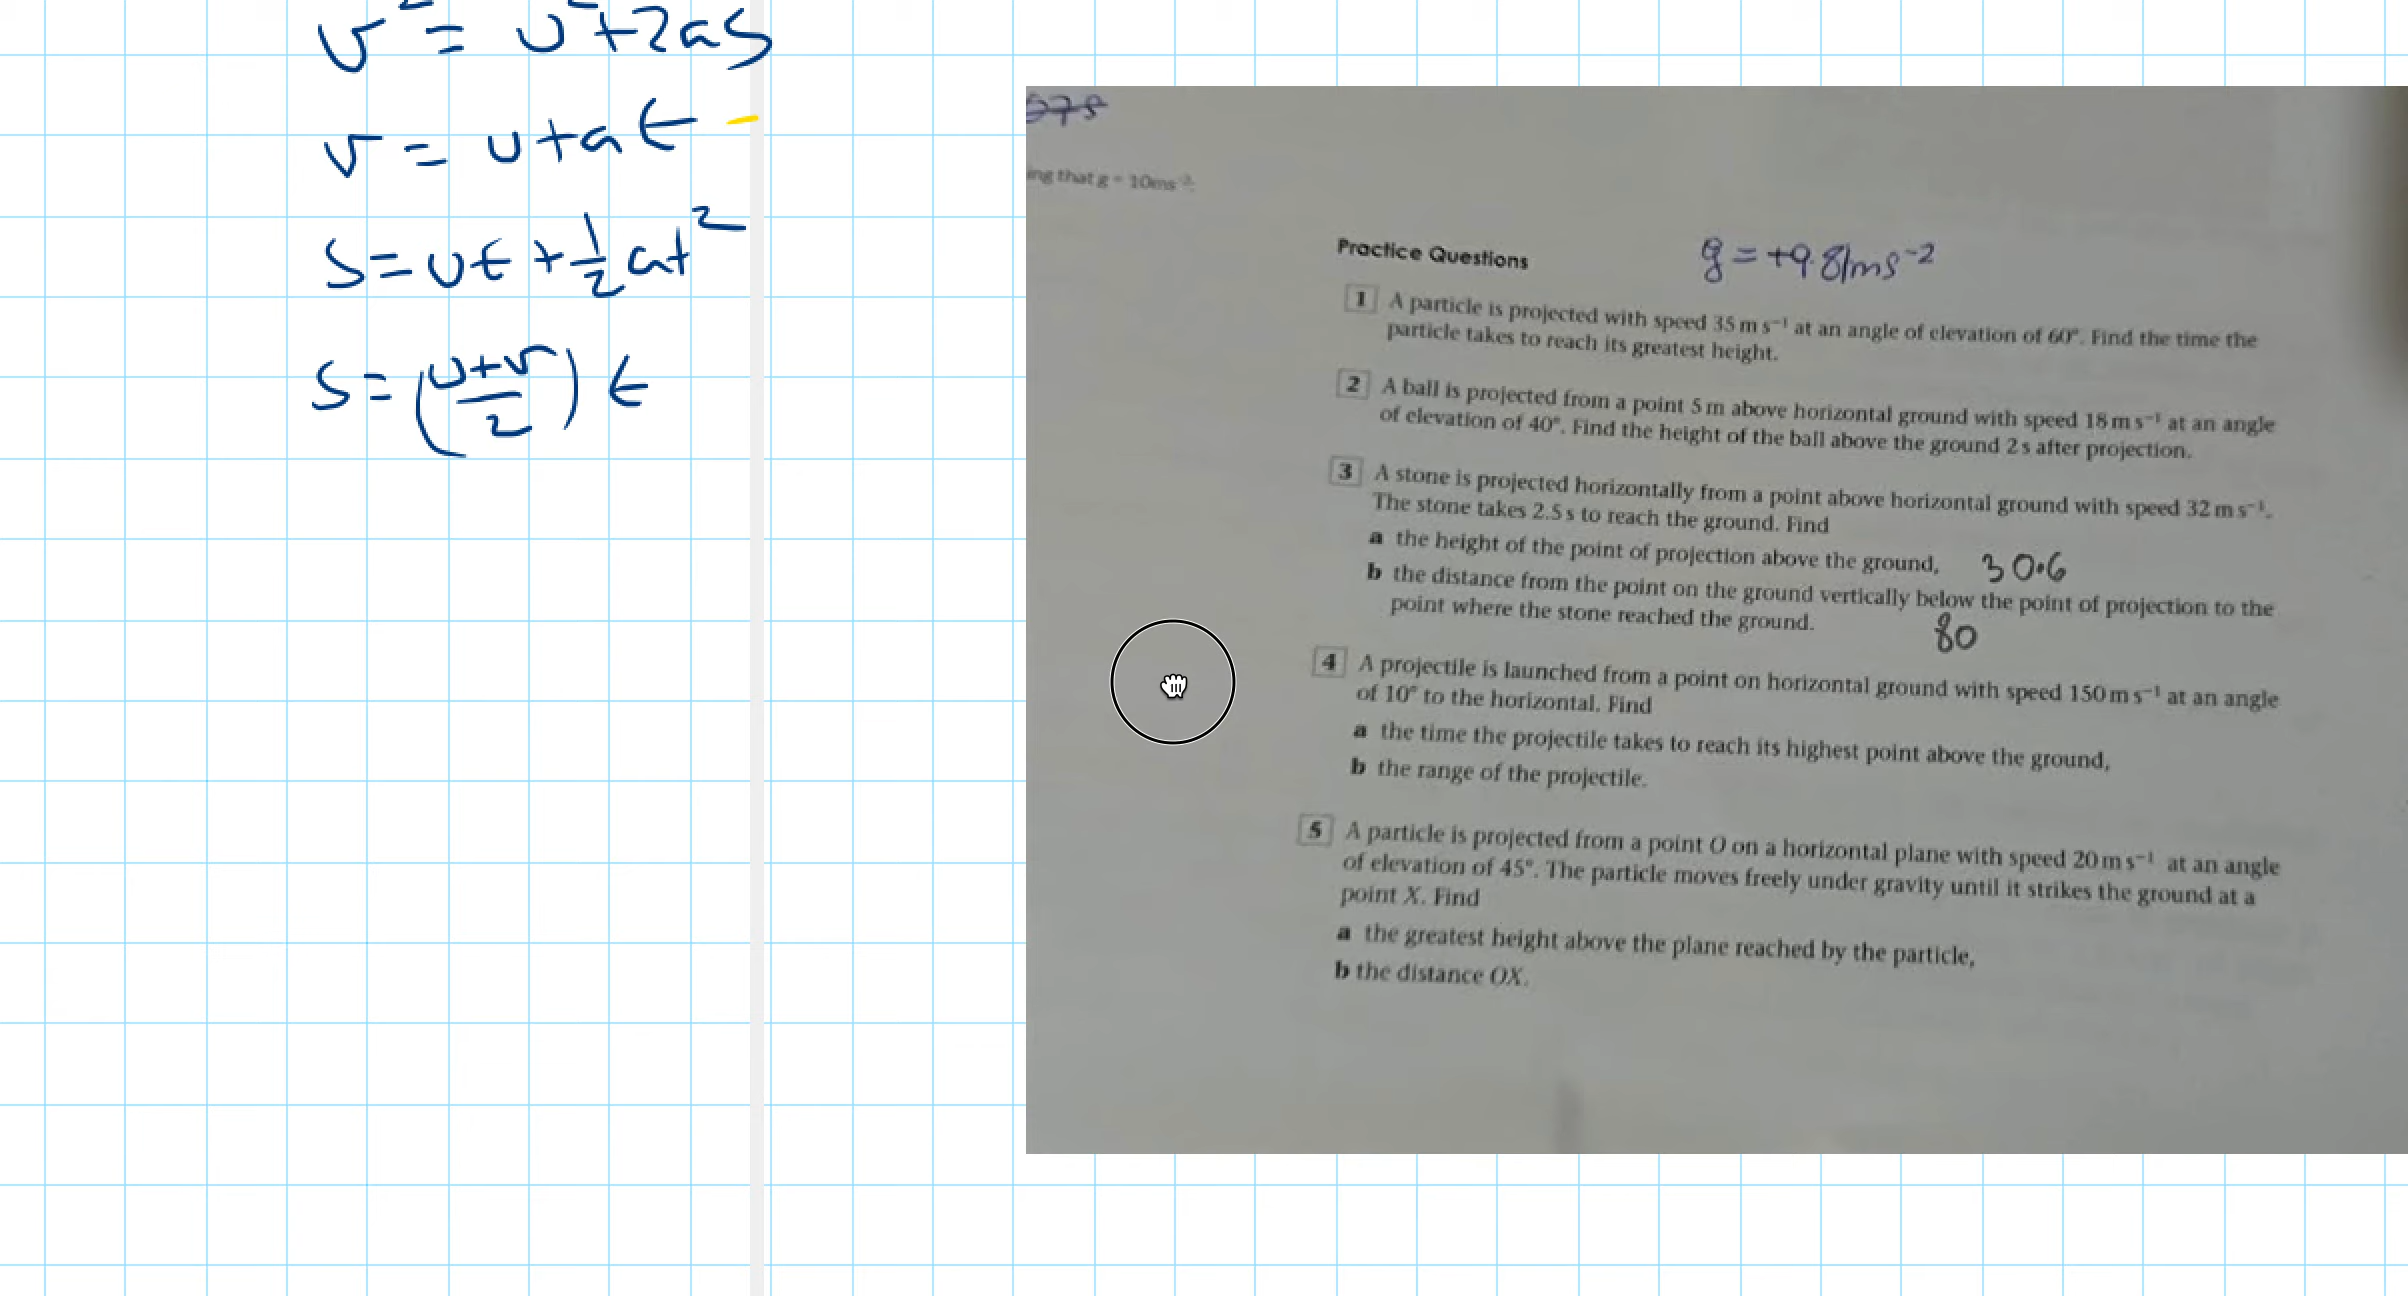 v² = u²+2as
v = u+at
s=ut+½at²
s=(u+v/2)t
ing that g = 10ms⁻²
Practice Questions
g=+9.81ms⁻²
1 A particle is projected with speed 35 m s⁻¹ at an angle of elevation of 60°. Find the time the
particle takes to reach its greatest height.
2 A ball is projected from a point 5 m above horizontal ground with speed 18 m s⁻¹ at an angle
of elevation of 40°. Find the height of the ball above the ground 2 s after projection.
3 A stone is projected horizontally from a point above horizontal ground with speed 32 m s⁻¹.
The stone takes 2.5 s to reach the ground. Find
a the height of the point of projection above the ground, 30.6
b the distance from the point on the ground vertically below the point of projection to the
point where the stone reached the ground. 80
4 A projectile is launched from a point on horizontal ground with speed 150 m s⁻¹ at an angle
of 10° to the horizontal. Find
a the time the projectile takes to reach its highest point above the ground,
b the range of the projectile.
5 A particle is projected from a point O on a horizontal plane with speed 20 m s⁻¹ at an angle
of elevation of 45°. The particle moves freely under gravity until it strikes the ground at a
point X. Find
a the greatest height above the plane reached by the particle,
b the distance OX.